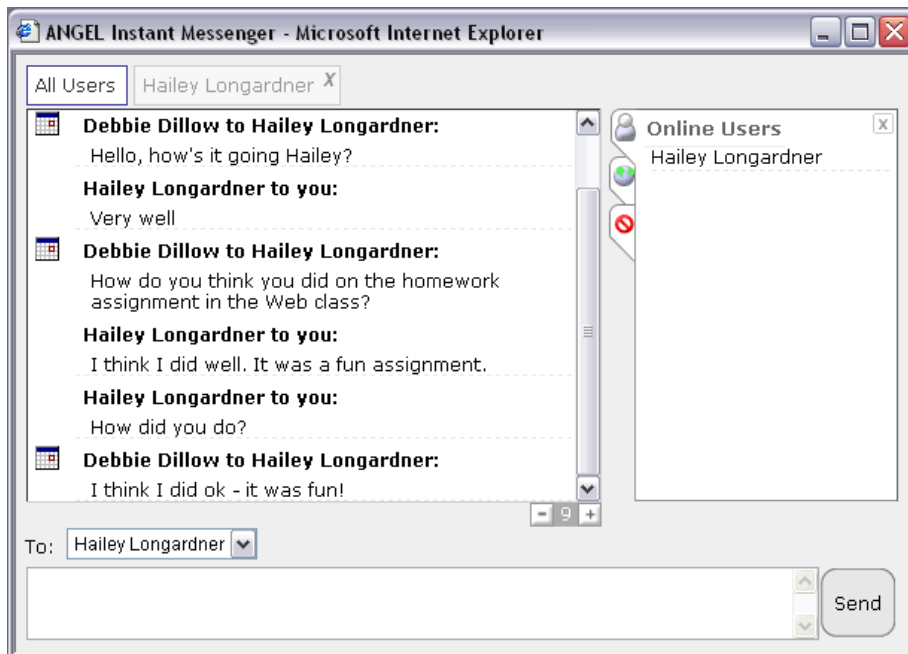 ANGEL Instant Messenger - Microsoft Internet Explorer
All Users
Hailey Longardner X
Debbie Dillow to Hailey Longardner:
Hello, how's it going Hailey?
Hailey Longardner to you:
Very well
Debbie Dillow to Hailey Longardner:
How do you think you did on the homework
assignment in the Web class?
Hailey Longardner to you:
I think I did well. It was a fun assignment.
Hailey Longardner to you:
How did you do?
Debbie Dillow to Hailey Longardner:
I think I did ok - it was fun!
- 9 +
Online Users x
Hailey Longardner
To: Hailey Longardner
Send